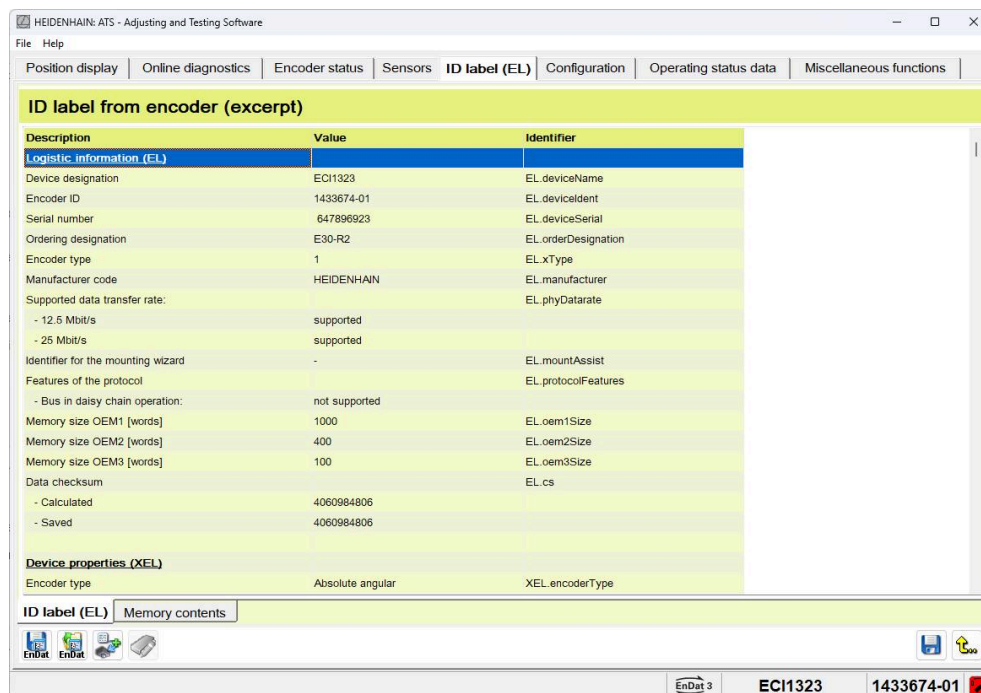 HEIDENHAIN: ATS - Adjusting and Testing Software
File Help
Position display Online diagnostics Encoder status Sensors ID label (EL) Configuration Operating status data Miscellaneous functions
ID label from encoder (excerpt)
Description Value Identifier
Logistic information (EL)
Device designation ECI1323 EL.deviceName
Encoder ID 1433674-01 EL.deviceIdent
Serial number 647896923 EL.deviceSerial
Ordering designation E30-R2 EL.orderDesignation
Encoder type 1 EL.xType
Manufacturer code HEIDENHAIN EL.manufacturer
Supported data transfer rate: EL.phyDatarate
- 12.5 Mbit/s supported
- 25 Mbit/s supported
Identifier for the mounting wizard - EL.mountAssist
Features of the protocol EL.protocolFeatures
- Bus in daisy chain operation: not supported
Memory size OEM1 [words] 1000 EL.oem1Size
Memory size OEM2 [words] 400 EL.oem2Size
Memory size OEM3 [words] 100 EL.oem3Size
Data checksum EL.cs
- Calculated 4060984806
- Saved 4060984806
Device properties (XEL)
Encoder type Absolute angular XEL.encoderType
ID label (EL) Memory contents
EnDat EnDat
EnDat 3 ECI1323 1433674-01